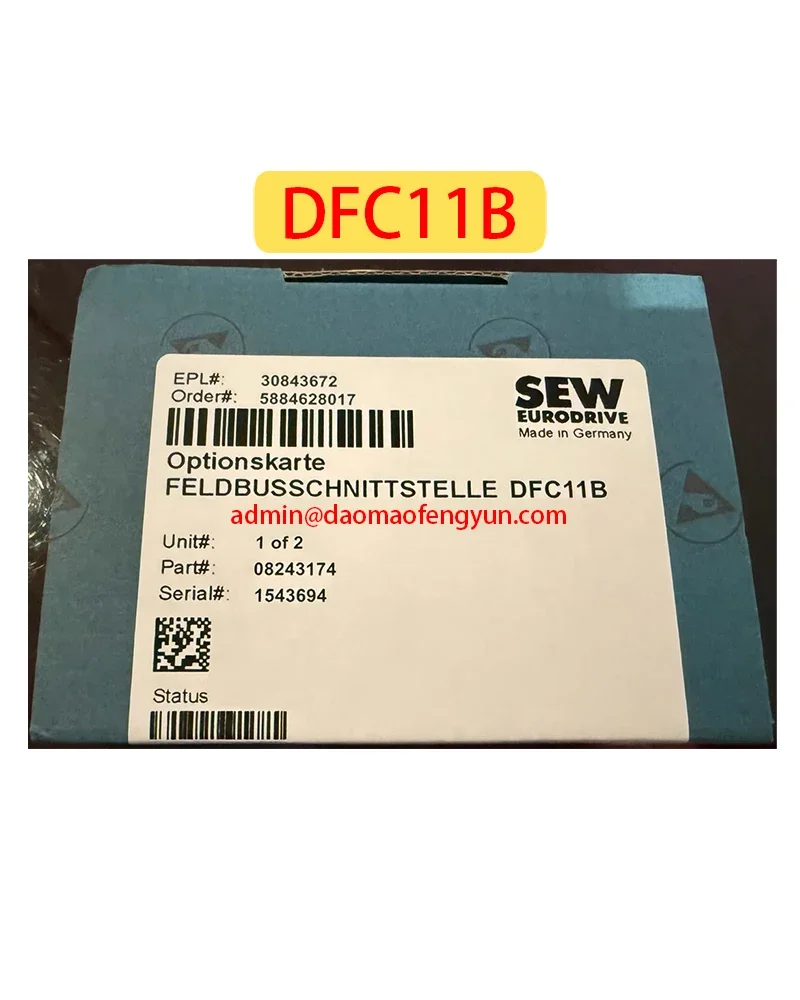 DFC11B
EPL#: 30843672
Order#: 5884628017
SEW
EURODRIVE
Made in Germany
Optionskarte
FELDBUSSCHNITTSTELLE DFC11B
admin@daomaofengyun.com
Unit#: 1 of 2
Part#: 08243174
Serial#: 1543694
Status